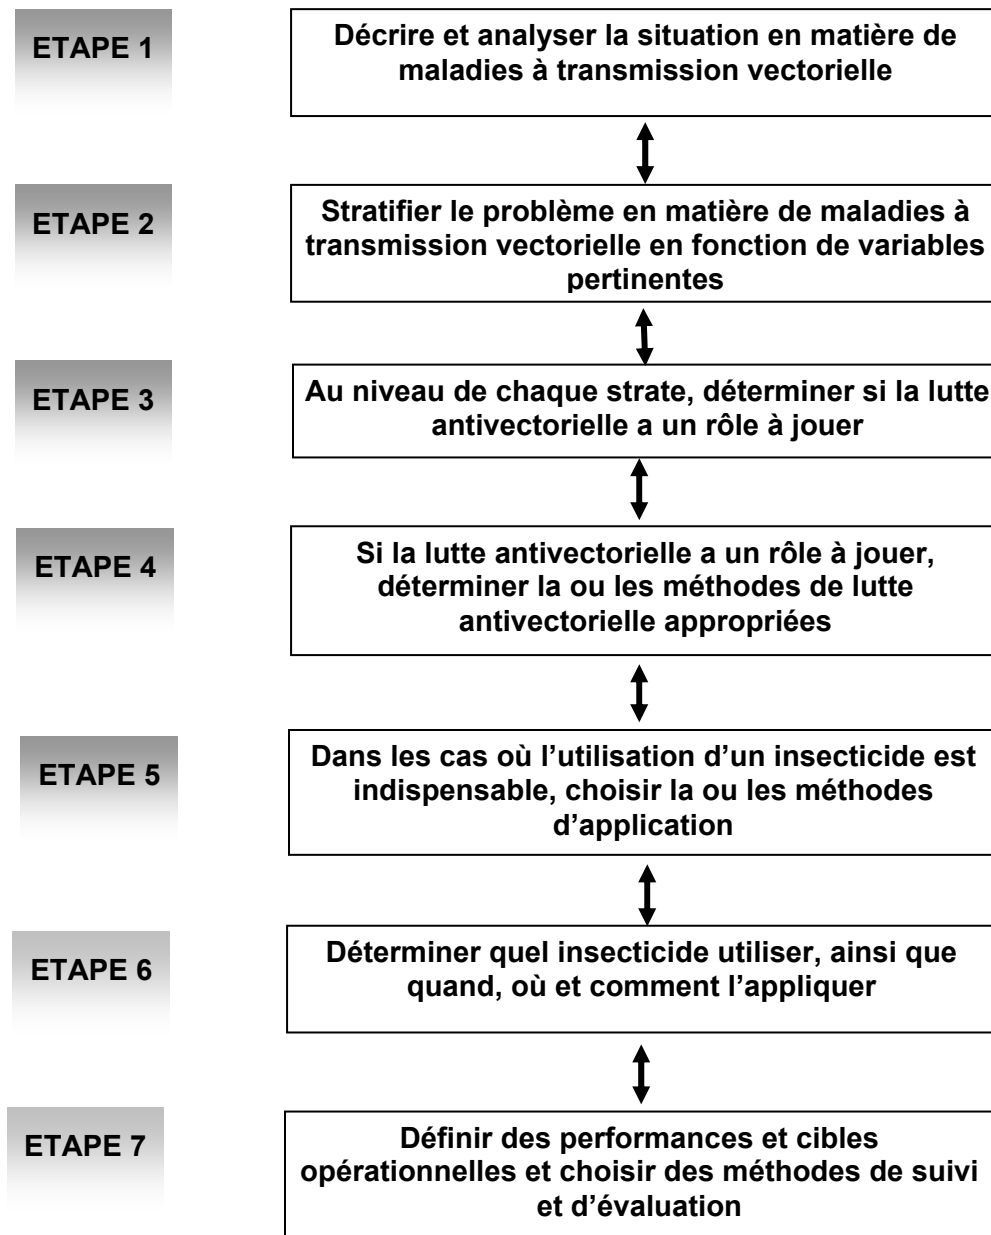 ETAPE 1
Décrire et analyser la situation en matière de
maladies à transmission vectorielle
ETAPE 2
Stratifier le problème en matière de maladies à
transmission vectorielle en fonction de variables
pertinentes
ETAPE 3
Au niveau de chaque strate, déterminer si la lutte
antivectorielle a un rôle à jouer
ETAPE 4
Si la lutte antivectorielle a un rôle à jouer,
déterminer la ou les méthodes de lutte
antivectorielle appropriées
ETAPE 5
Dans les cas où l’utilisation d’un insecticide est
indispensable, choisir la ou les méthodes
d’application
ETAPE 6
Déterminer quel insecticide utiliser, ainsi que
quand, où et comment l’appliquer
ETAPE 7
Définir des performances et cibles
opérationnelles et choisir des méthodes de suivi
et d’évaluation